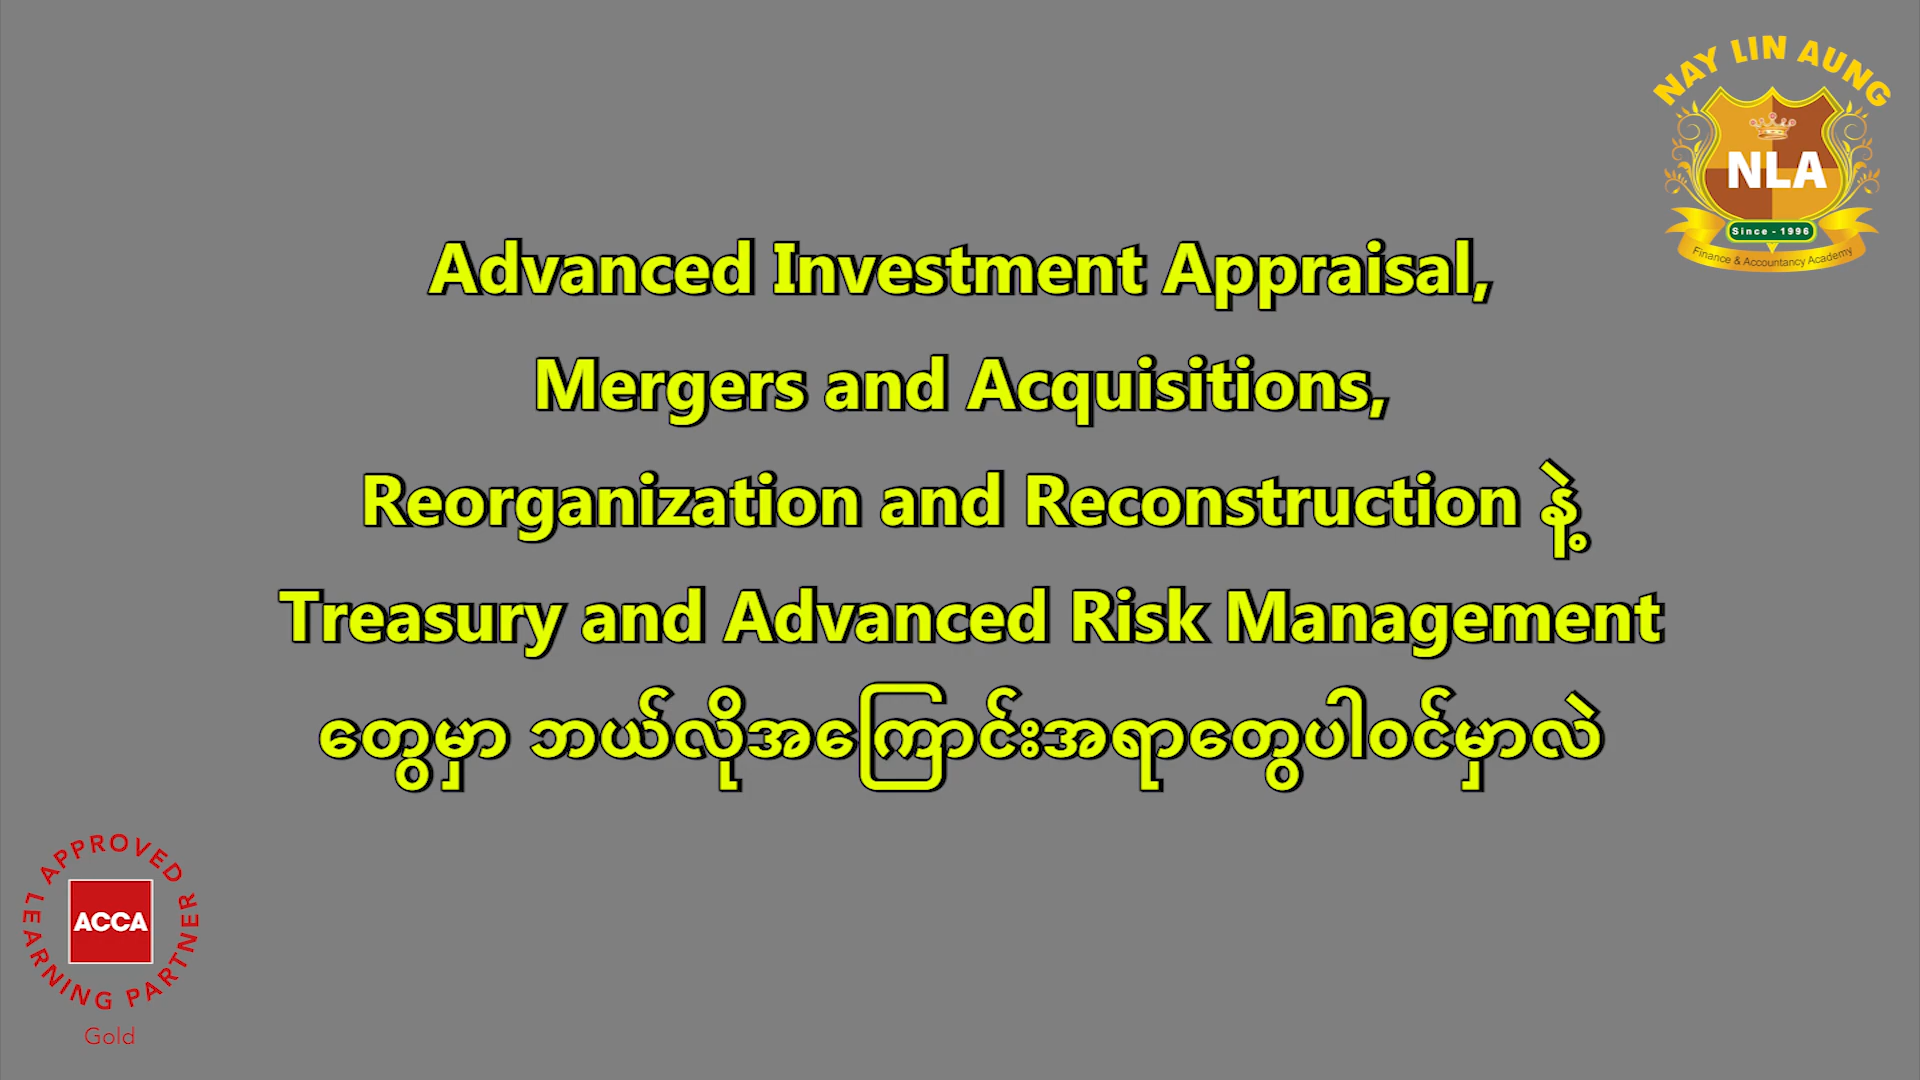 NAY LIN AUNG
NLA
Since - 1996
Finance & Accountancy Academy
Advanced Investment Appraisal,
Mergers and Acquisitions,
Reorganization and Reconstruction နဲ့
Treasury and Advanced Risk Management
တွေမှာ ဘယ်လိုအကြောင်းအရာတွေပါဝင်မှာလဲ
APPROVED
LEARNING PARTNER
ACCA
Gold